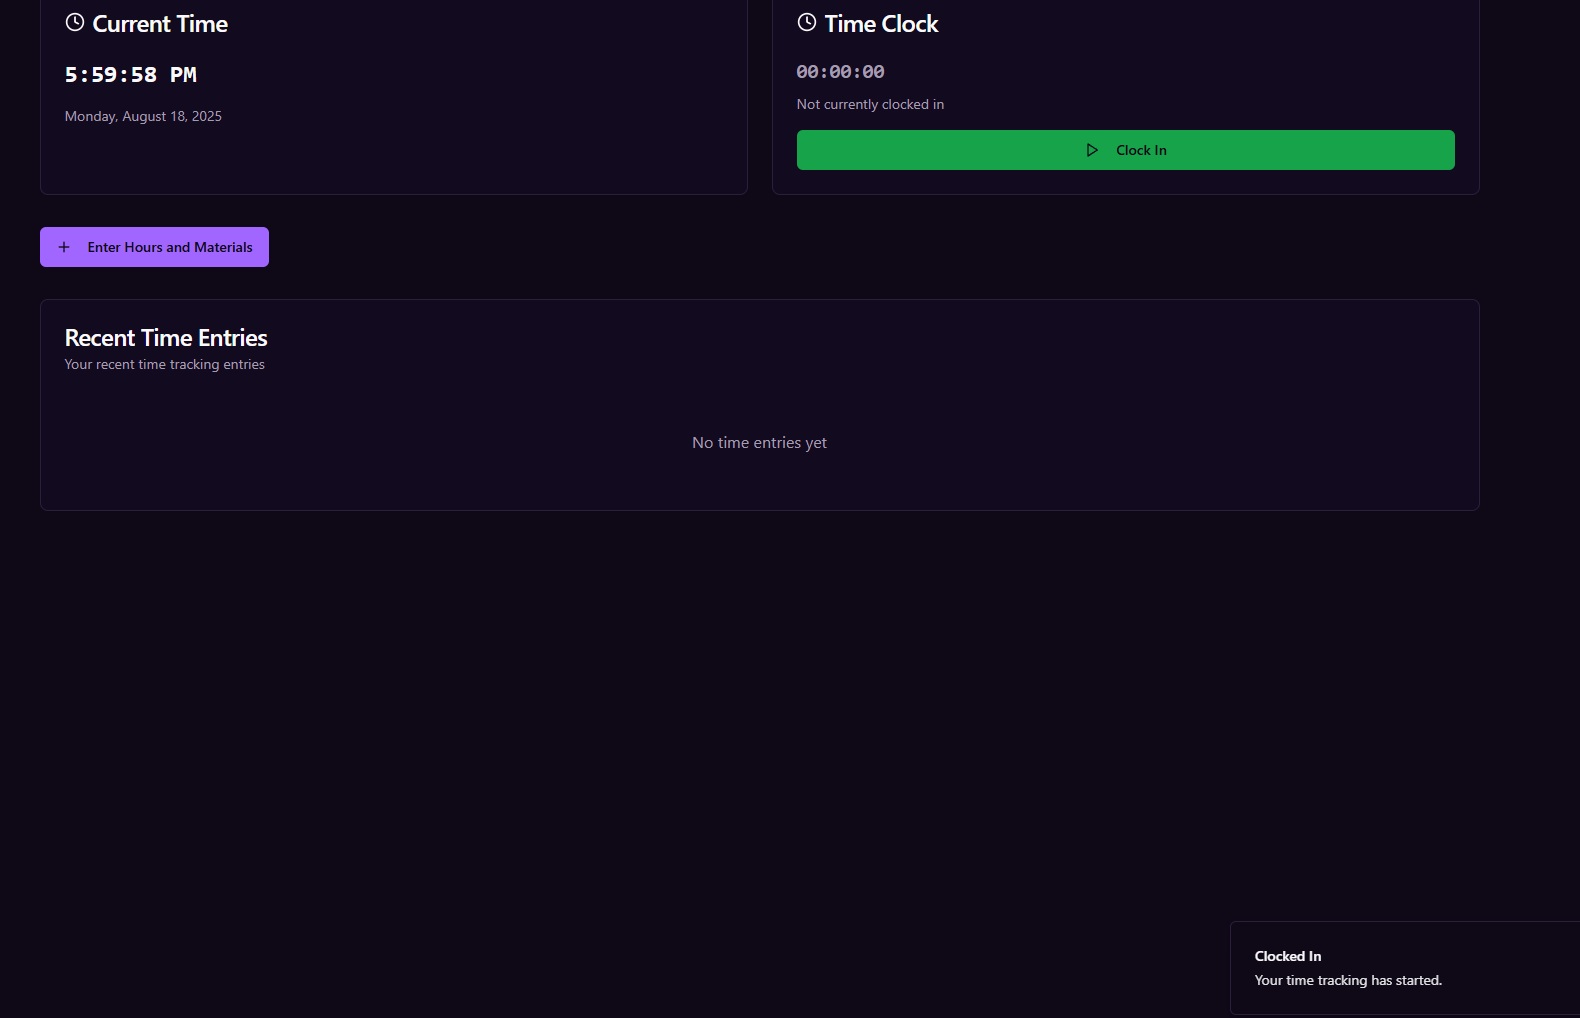 Current Time
5:59:58 PM
Monday, August 18, 2025
Time Clock
00:00:00
Not currently clocked in
Clock In
Enter Hours and Materials
Recent Time Entries
Your recent time tracking entries
No time entries yet
Clocked In
Your time tracking has started.